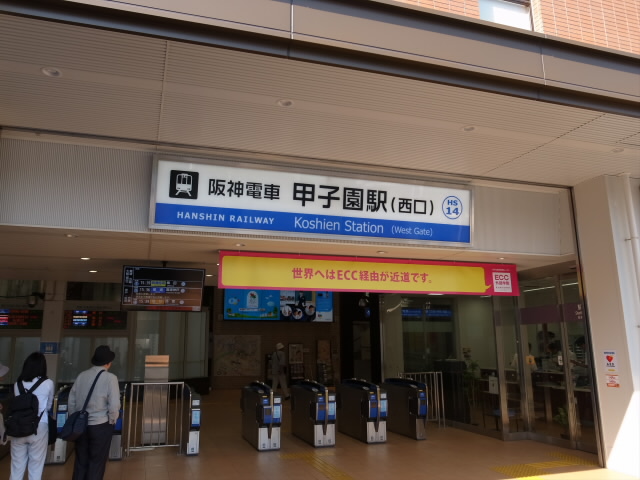 阪神電車 甲子園駅(西口)
HANSHIN RAILWAY Koshien Station (West Gate)
HS
14
世界へはECC経由が近道です。
ECC
AED